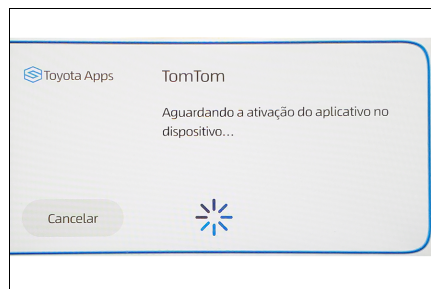 Toyota Apps
TomTom
Aguardando a ativação do aplicativo no
dispositivo...
Cancelar